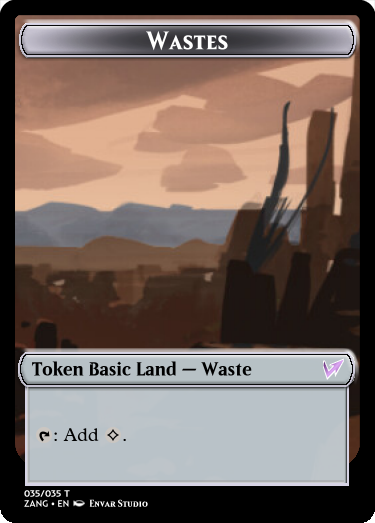 Wastes
Token Basic Land — Waste
: Add .
035/035 T
ZANG • EN Envar Studio